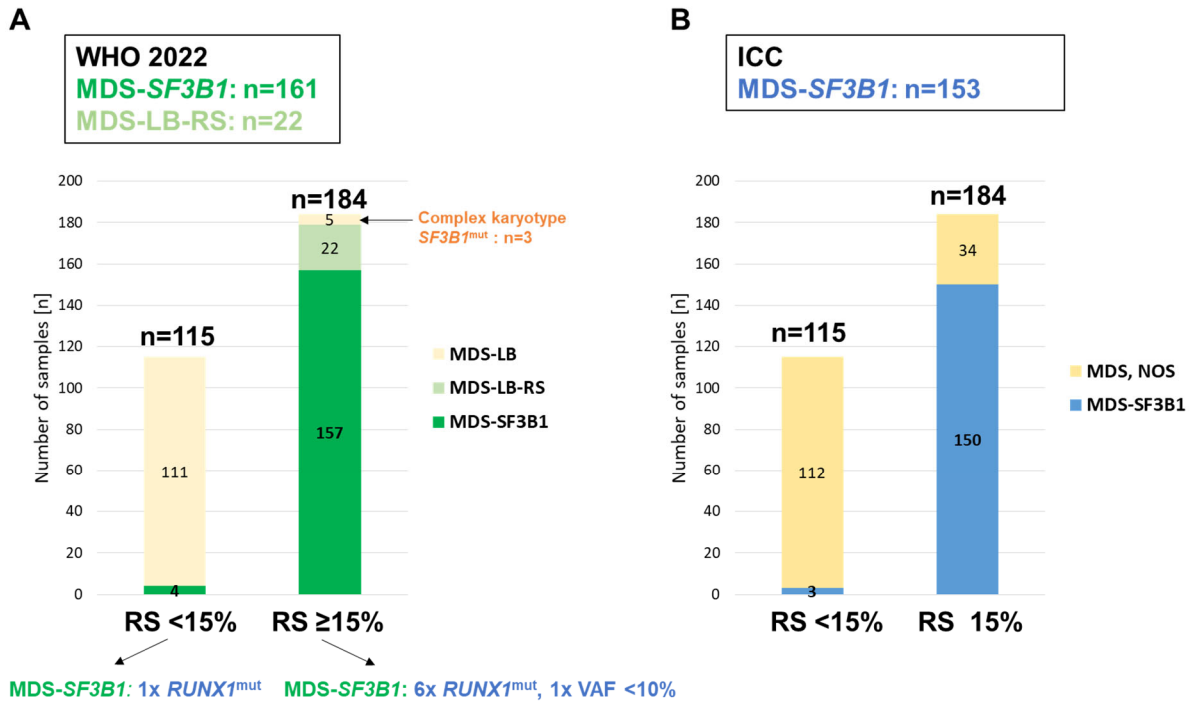 A
WHO 2022
MDS-SF3B1: n=161
MDS-LB-RS: n=22
Number of samples [n]
200
180
160
140
120
100
80
60
40
20
0
n=115
111
4
n=184
5
22
157
Complex karyotype
SF3B1mut : n=3
MDS-LB
MDS-LB-RS
MDS-SF3B1
RS <15%
RS ≥15%
MDS-SF3B1: 1x RUNX1mut
MDS-SF3B1: 6x RUNX1mut, 1x VAF <10%
B
ICC
MDS-SF3B1: n=153
Number of samples [n]
200
180
160
140
120
100
80
60
40
20
0
n=115
112
3
n=184
34
150
MDS, NOS
MDS-SF3B1
RS <15%
RS 15%